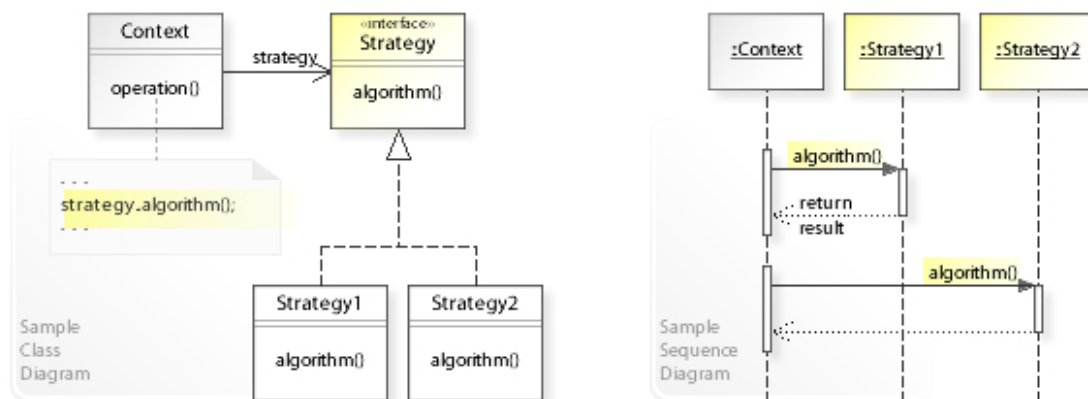 Context
operation()
strategy
«interface»
Strategy
algorithm()
- - -
strategy.algorithm();
- - -
Strategy1
algorithm()
Strategy2
algorithm()
Sample
Class
Diagram
:Context
:Strategy1
:Strategy2
algorithm()
return
result
algorithm()
Sample
Sequence
Diagram